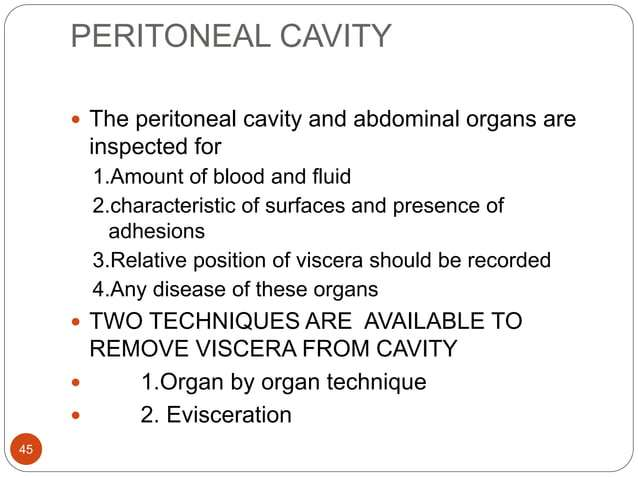 PERITONEAL CAVITY
• The peritoneal cavity and abdominal organs are
inspected for
1.Amount of blood and fluid
2.characteristic of surfaces and presence of
adhesions
3.Relative position of viscera should be recorded
4.Any disease of these organs
• TWO TECHNIQUES ARE  AVAILABLE TO
REMOVE VISCERA FROM CAVITY
• 1.Organ by organ technique
• 2. Evisceration
45